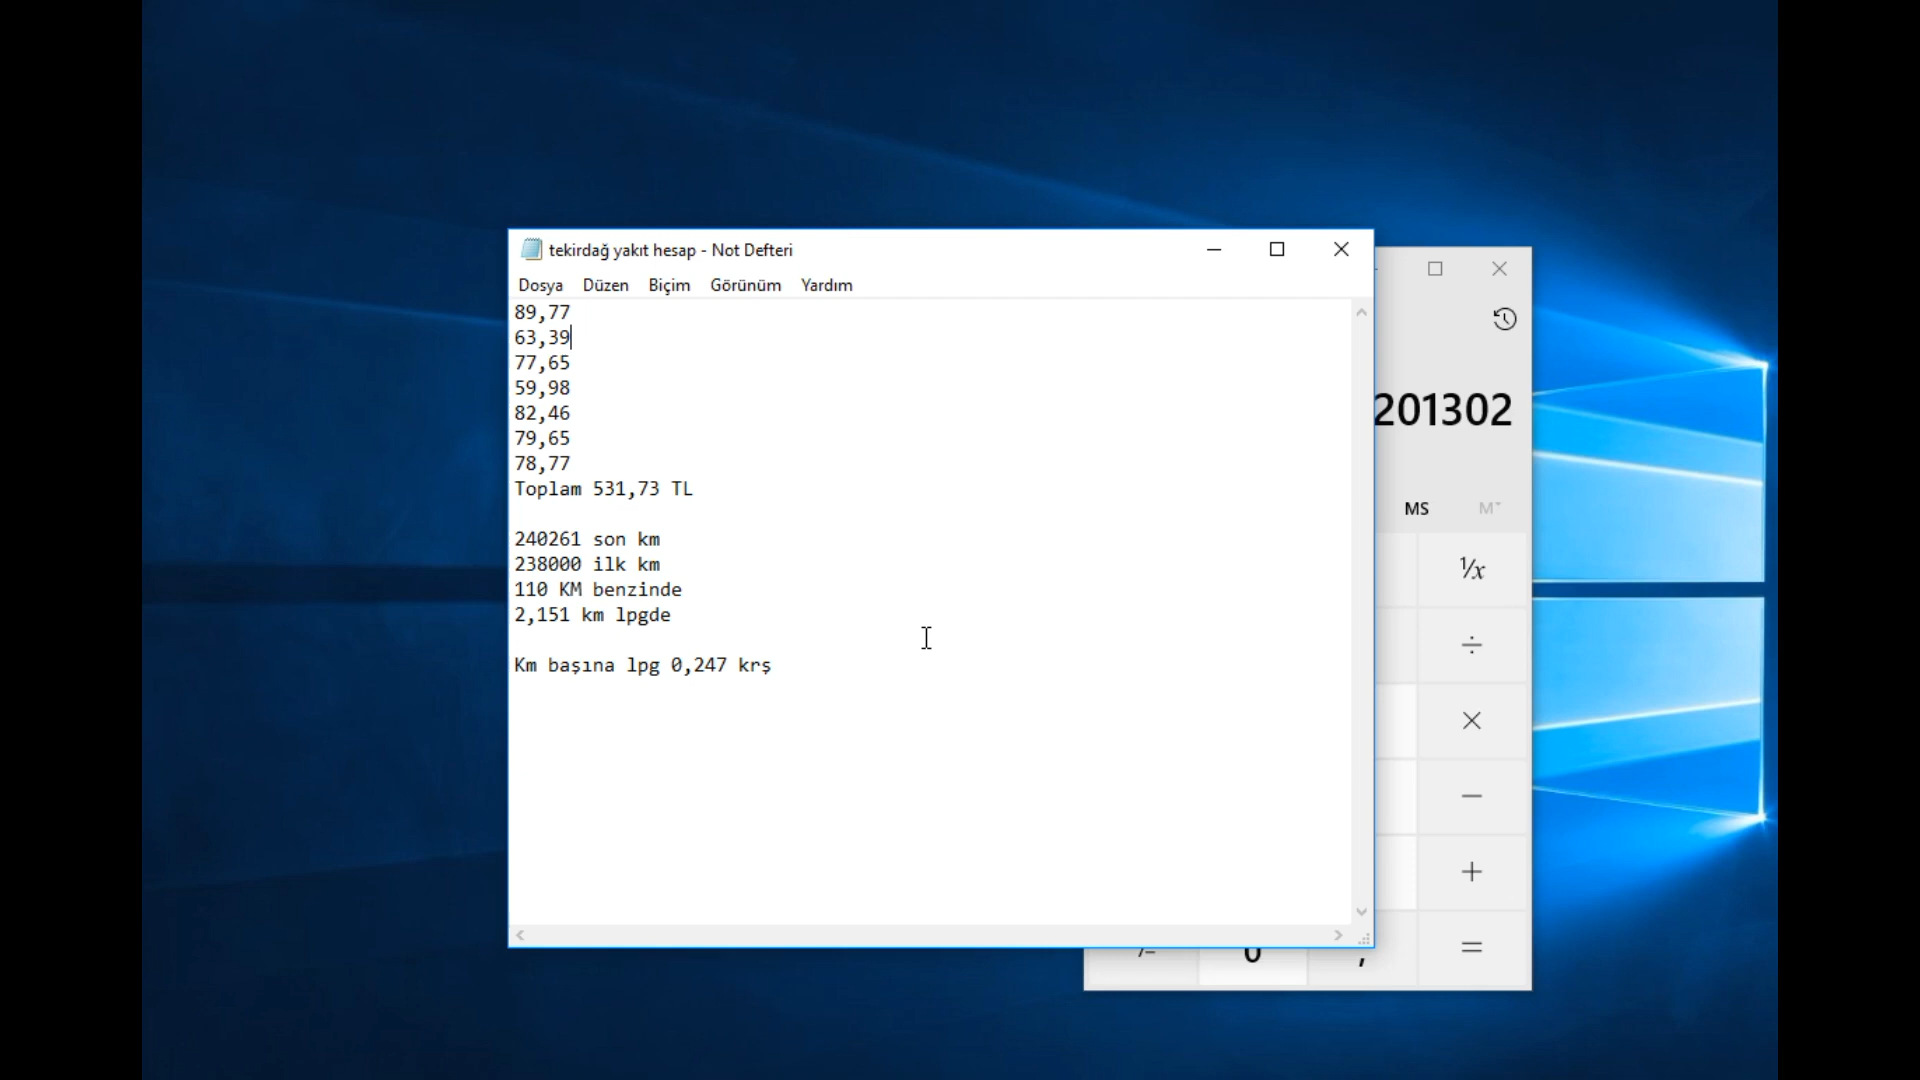 tekirdağ yakıt hesap - Not Defteri
Dosya Düzen Biçim Görünüm Yardım
89,77
63,39
77,65
59,98
82,46
79,65
78,77
Toplam 531,73 TL
240261 son km
238000 ilk km
110 KM benzinde
2,151 km lpgde
Km başına lpg 0,247 krş
201302
MS
¹/x
÷
×
−
+
0 , =